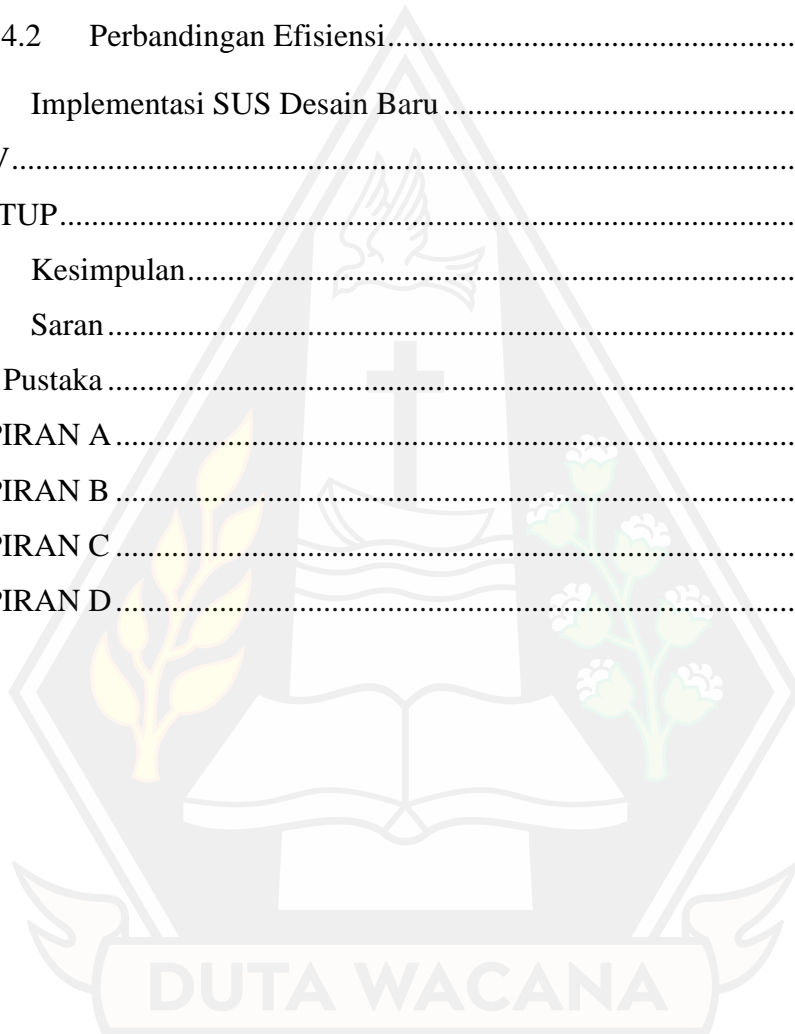 4.2 Perbandingan Efisiensi................................................
Implementasi SUS Desain Baru................................................
V................................................
TUP................................................
Kesimpulan................................................
Saran................................................
Pustaka................................................
PIRAN A................................................
PIRAN B................................................
PIRAN C................................................
PIRAN D................................................
DUTA WACANA